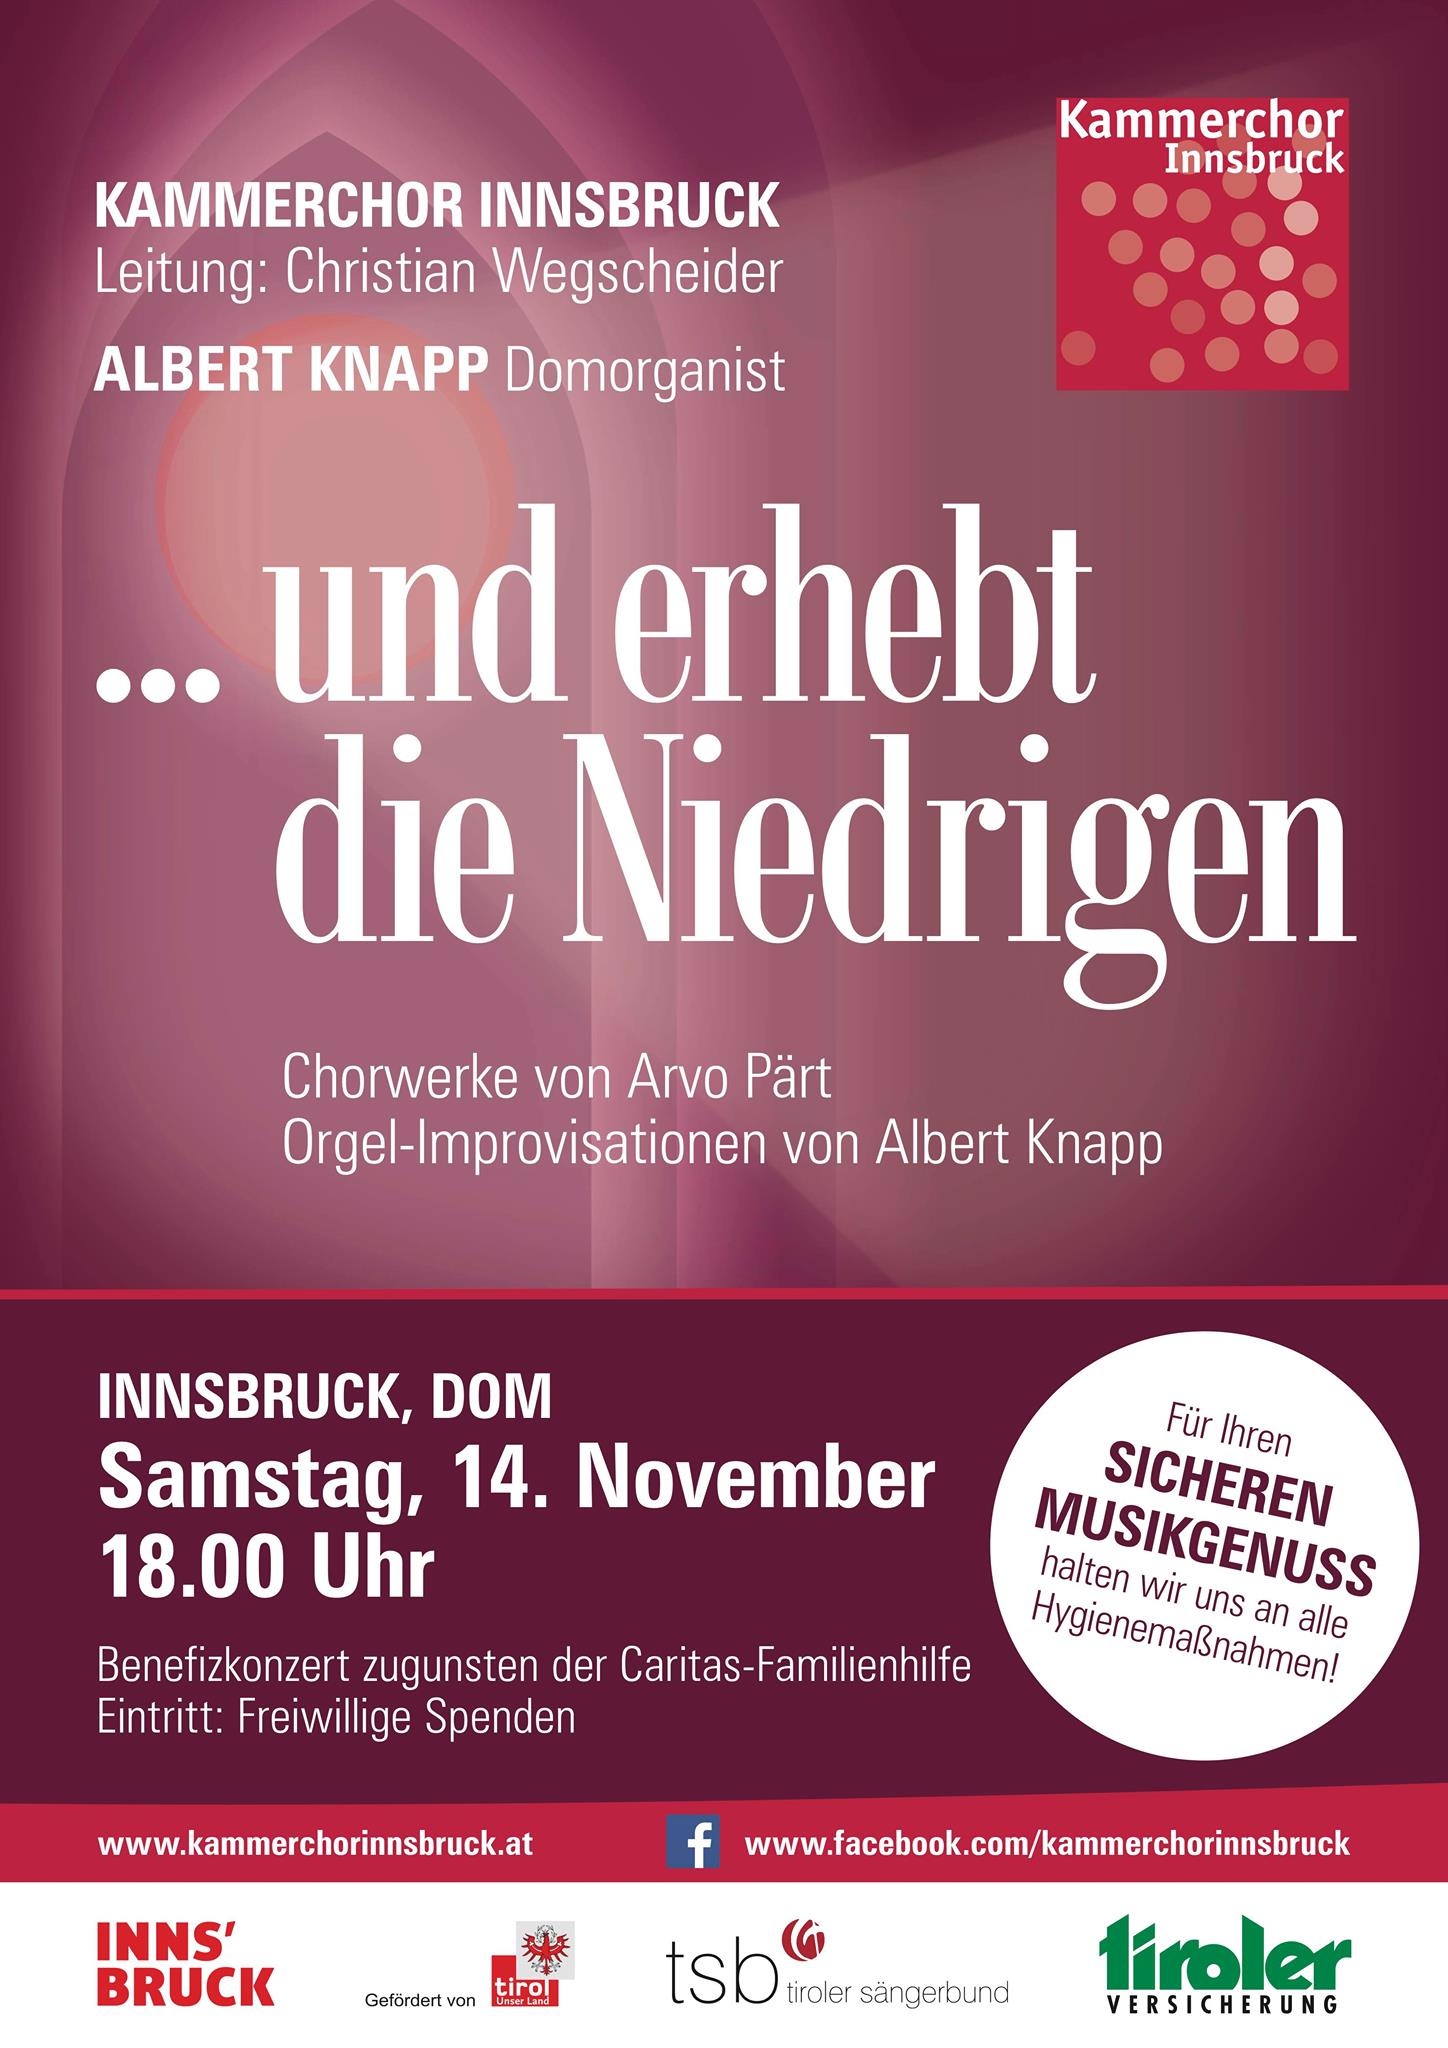 Kammerchor
Innsbruck
KAMMERCHOR INNSBRUCK
Leitung: Christian Wegscheider
ALBERT KNAPP Domorganist
... und erhebt
die Niedrigen
Chorwerke von Arvo Pärt
Orgel-Improvisationen von Albert Knapp
INNSBRUCK, DOM
Samstag, 14. November
18.00 Uhr
Benefizkonzert zugunsten der Caritas-Familienhilfe
Eintritt: Freiwillige Spenden
Für Ihren
SICHEREN
MUSIKGENUSS
halten wir uns an alle
Hygienemaßnahmen!
www.kammerchorinnsbruck.at
f www.facebook.com/kammerchorinnsbruck
INNS'
BRUCK
Gefördert von
tirol
Unser Land
tsb
tiroler sängerbund
tiroler
VERSICHERUNG